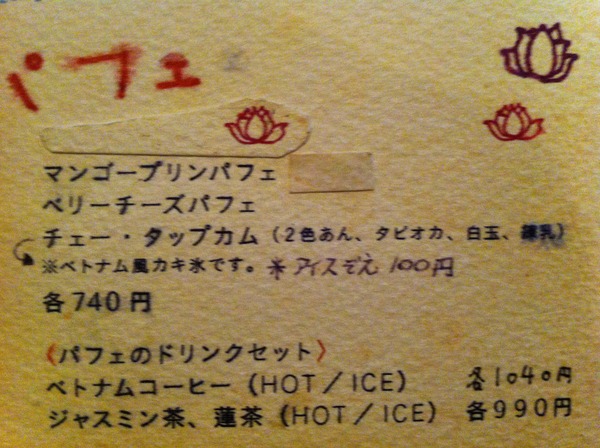 パフェ
マンゴープリンパフェ
ベリーチーズパフェ
チェー・タップカム（2色あん、タピオカ、白玉、練乳）
※ベトナム風カキ氷です。 ※アイスぞえ 100円
各740円
〈パフェのドリンクセット〉
ベトナムコーヒー（HOT／ICE） 各1040円
ジャスミン茶、蓮茶（HOT／ICE） 各990円